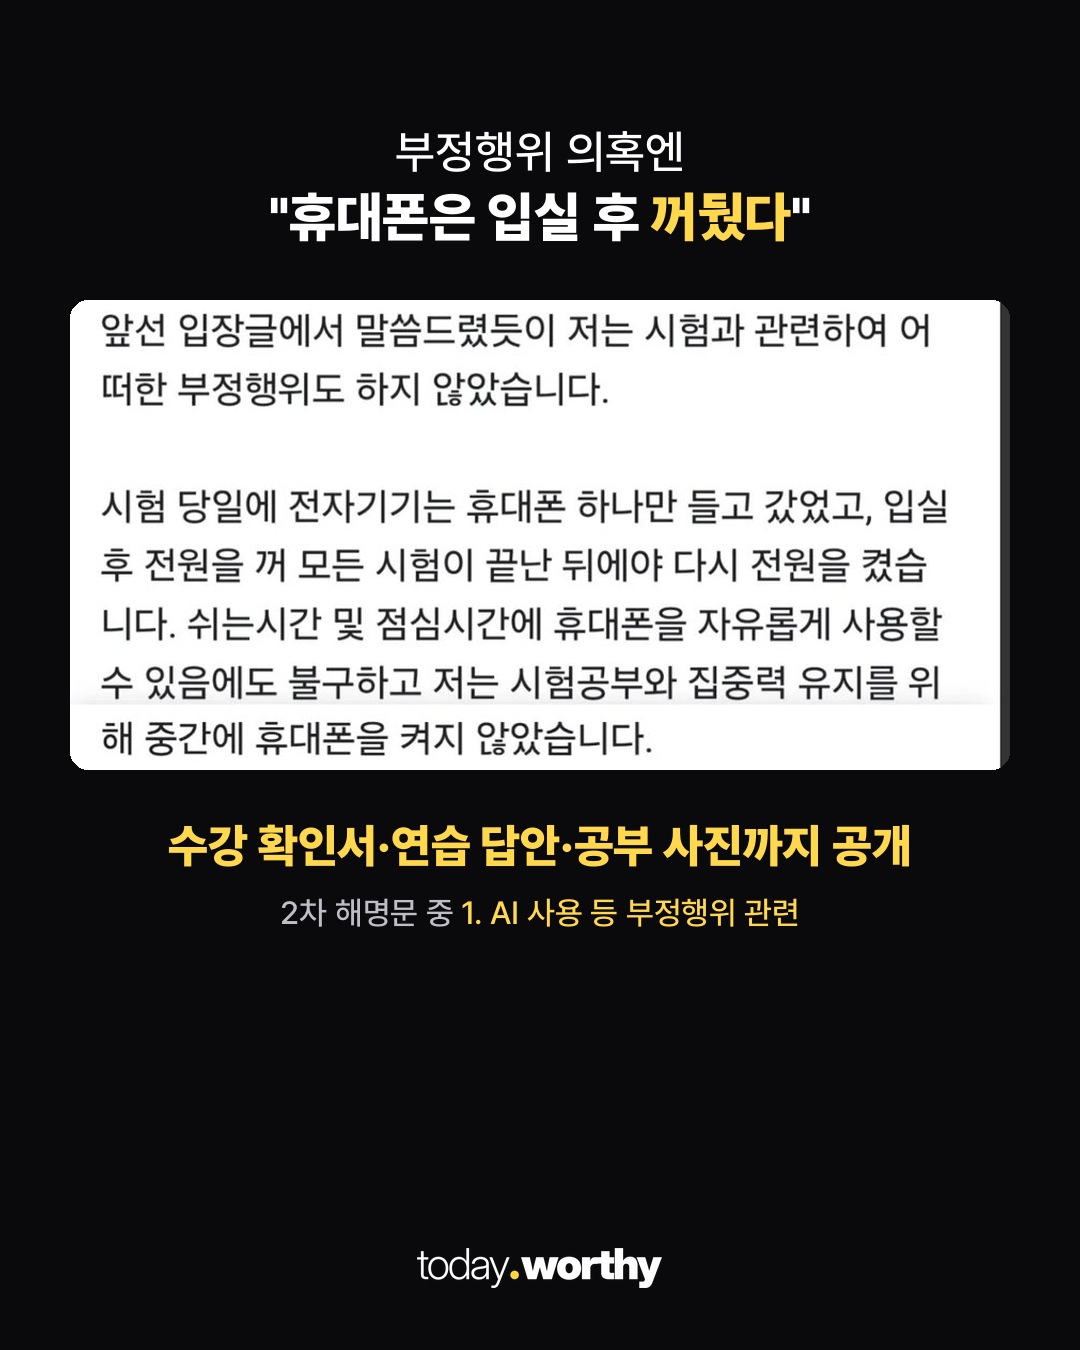 부정행위 의혹엔
"휴대폰은 입실 후 꺼뒀다"
앞선 입장글에서 말씀드렸듯이 저는 시험과 관련하여 어
떠한 부정행위도 하지 않았습니다.
시험 당일에 전자기기는 휴대폰 하나만 들고 갔었고, 입실
후 전원을 꺼 모든 시험이 끝난 뒤에야 다시 전원을 켰습
니다. 쉬는시간 및 점심시간에 휴대폰을 자유롭게 사용할
수 있음에도 불구하고 저는 시험공부와 집중력 유지를 위
해 중간에 휴대폰을 켜지 않았습니다.
수강 확인서·연습 답안·공부 사진까지 공개
2차 해명문 중 1. AI 사용 등 부정행위 관련
today.worthy